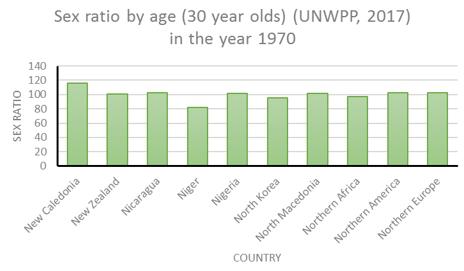 Sex ratio by age (30 year olds) (UNWPP, 2017)
in the year 1970
140
120
100
80
60
40
20
0
SEX RATIO
New Caledonia
New Zealand
Nicaragua
Niger
Nigeria
North Korea
North Macedonia
Northern Africa
Northern America
Northern Europe
COUNTRY